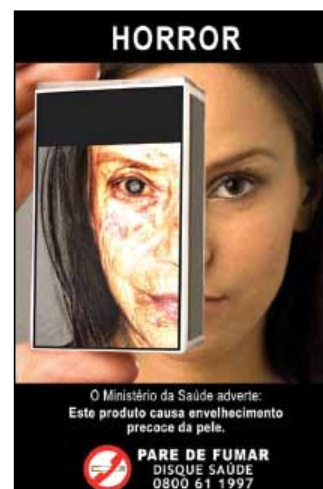 HORROR
O Ministério da Saúde adverte:
Este produto causa envelhecimento
precoce da pele.
PARE DE FUMAR
DISQUE SAÚDE
0800 61 1997